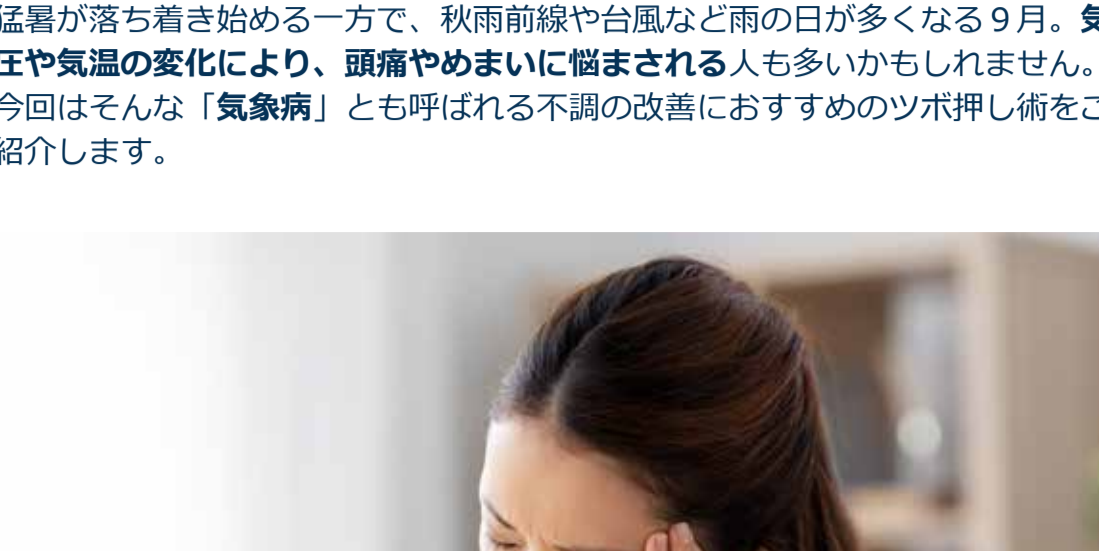 猛暑が落ち着き始める一方で、秋雨前線や台風など雨の日が多くなる９月。気
圧や気温の変化により、頭痛やめまいに悩まされる人も多いかもしれません。
今回はそんな「気象病」とも呼ばれる不調の改善におすすめのツボ押し術をご
紹介します。